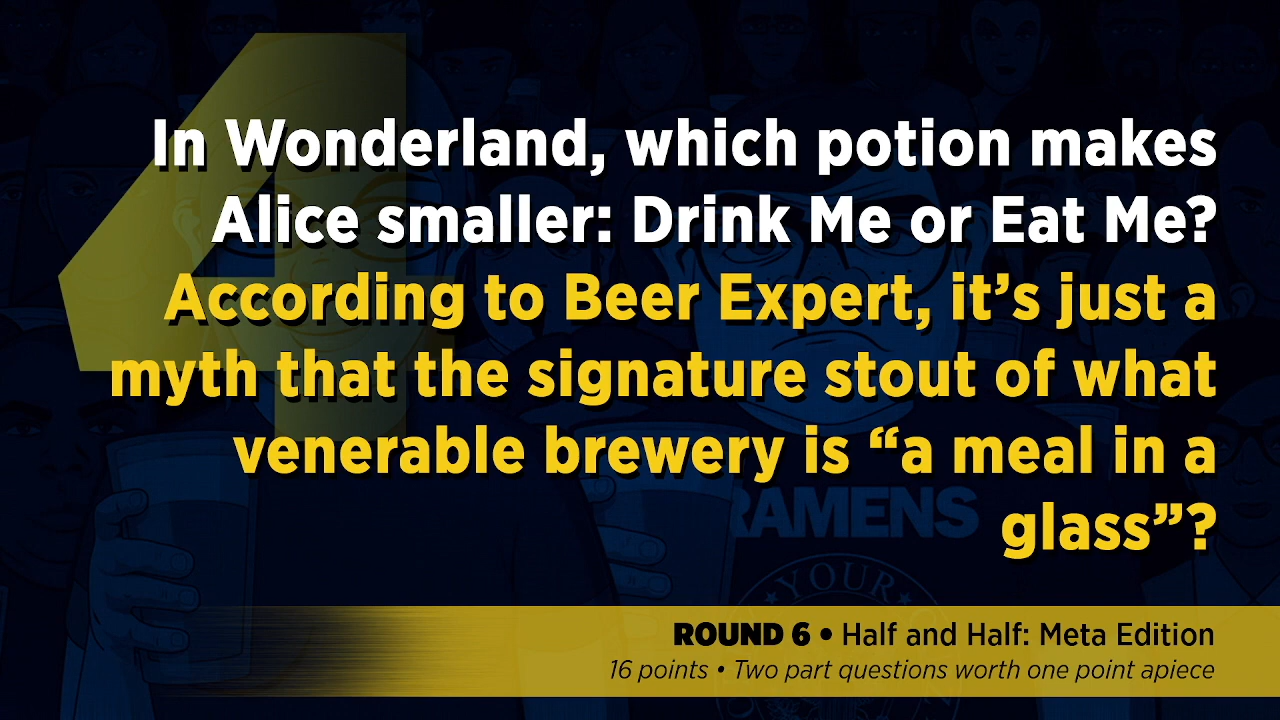 4
In Wonderland, which potion makes
Alice smaller: Drink Me or Eat Me?
According to Beer Expert, it’s just a
myth that the signature stout of what
venerable brewery is “a meal in a
glass”?
RAMENS
YOUR
ROUND 6 • Half and Half: Meta Edition
16 points • Two part questions worth one point apiece